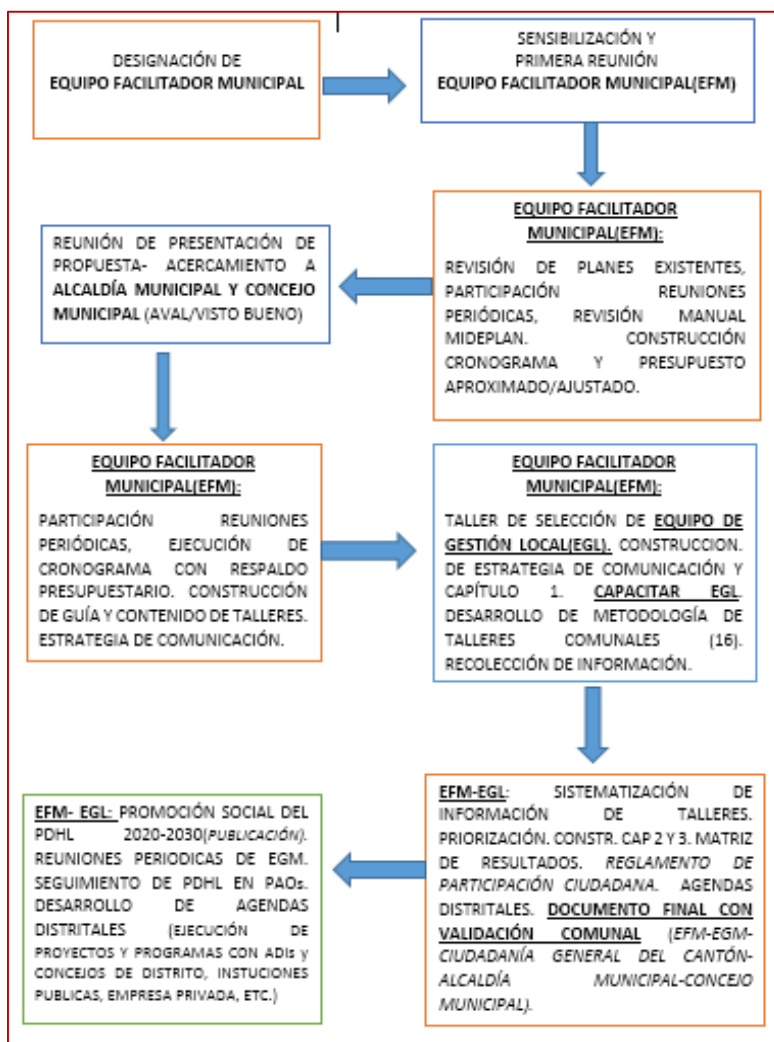 DESIGNACIÓN DE
EQUIPO FACILITADOR MUNICIPAL
SENSIBILIZACIÓN Y
PRIMERA REUNIÓN
EQUIPO FACILITADOR MUNICIPAL(EFM)
EQUIPO FACILITADOR
MUNICIPAL(EFM):
REVISIÓN DE PLANES EXISTENTES,
PARTICIPACIÓN REUNIONES
PERIÓDICAS, REVISIÓN MANUAL
MIDEPLAN. CONSTRUCCIÓN
CRONOGRAMA Y PRESUPUESTO
APROXIMADO/AJUSTADO.
REUNIÓN DE PRESENTACIÓN DE
PROPUESTA- ACERCAMIENTO A
ALCALDÍA MUNICIPAL Y CONCEJO
MUNICIPAL (AVAL/VISTO BUENO)
EQUIPO FACILITADOR
MUNICIPAL(EFM):
PARTICIPACIÓN REUNIONES
PERIÓDICAS, EJECUCIÓN DE
CRONOGRAMA CON RESPALDO
PRESUPUESTARIO. CONSTRUCCIÓN
DE GUÍA Y CONTENIDO DE TALLERES.
ESTRATEGIA DE COMUNICACIÓN.
EQUIPO FACILITADOR
MUNICIPAL(EFM):
TALLER DE SELECCIÓN DE EQUIPO DE
GESTIÓN LOCAL(EGL). CONSTRUCCION.
DE ESTRATEGIA DE COMUNICACIÓN Y
CAPÍTULO 1. CAPACITAR EGL.
DESARROLLO DE METODOLOGÍA DE
TALLERES COMUNALES (16).
RECOLECCIÓN DE INFORMACIÓN.
EFM-EGL: SISTEMATIZACIÓN DE
INFORMACIÓN DE TALLERES.
PRIORIZACIÓN. CONSTR. CAP 2 Y 3. MATRIZ
DE RESULTADOS. REGLAMENTO DE
PARTICIPACIÓN CIUDADANA. AGENDAS
DISTRITALES. DOCUMENTO FINAL CON
VALIDACIÓN COMUNAL (EFM-EGM-
CIUDADANÍA GENERAL DEL CANTÓN-
ALCALDÍA MUNICIPAL-CONCEJO
MUNICIPAL).
EFM- EGL: PROMOCIÓN SOCIAL DEL
PDHL 2020-2030(PUBLICACIÓN).
REUNIONES PERIODICAS DE EGM.
SEGUIMIENTO DE PDHL EN PAOs.
DESARROLLO DE AGENDAS
DISTRITALES (EJECUCIÓN DE
PROYECTOS Y PROGRAMAS CON ADIs y
CONCEJOS DE DISTRITO, INSTUCIONES
PUBLICAS, EMPRESA PRIVADA, ETC.)